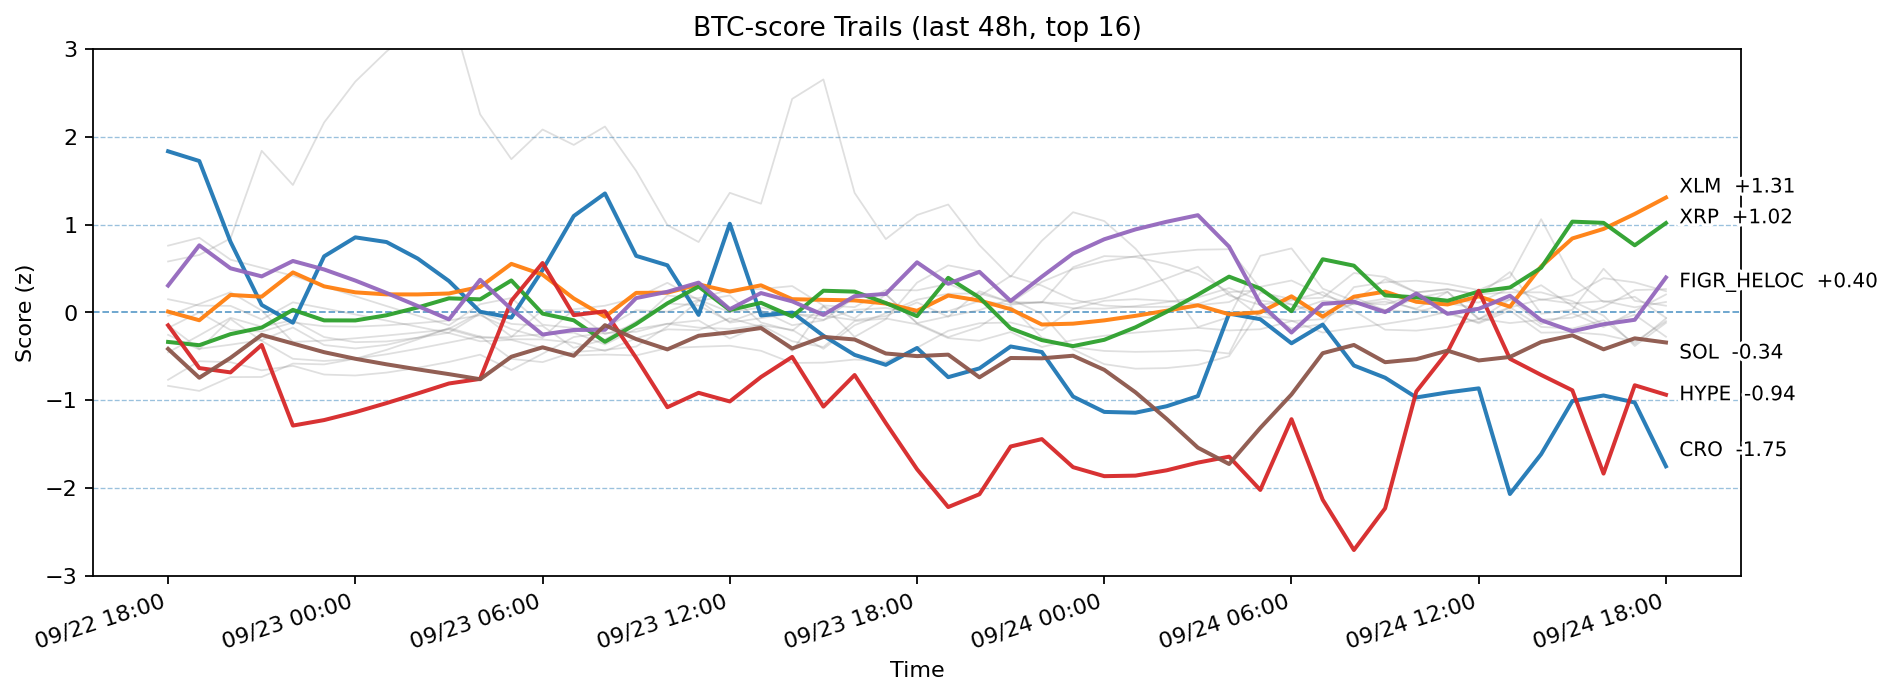 BTC-score Trails (last 48h, top 16)
Score (z)
3
2
1
0
−1
−2
−3
XLM +1.31
XRP +1.02
FIGR_HELOC +0.40
SOL -0.34
HYPE -0.94
CRO -1.75
09/22 18:00
09/23 00:00
09/23 06:00
09/23 12:00
09/23 18:00
09/24 00:00
09/24 06:00
09/24 12:00
09/24 18:00
Time